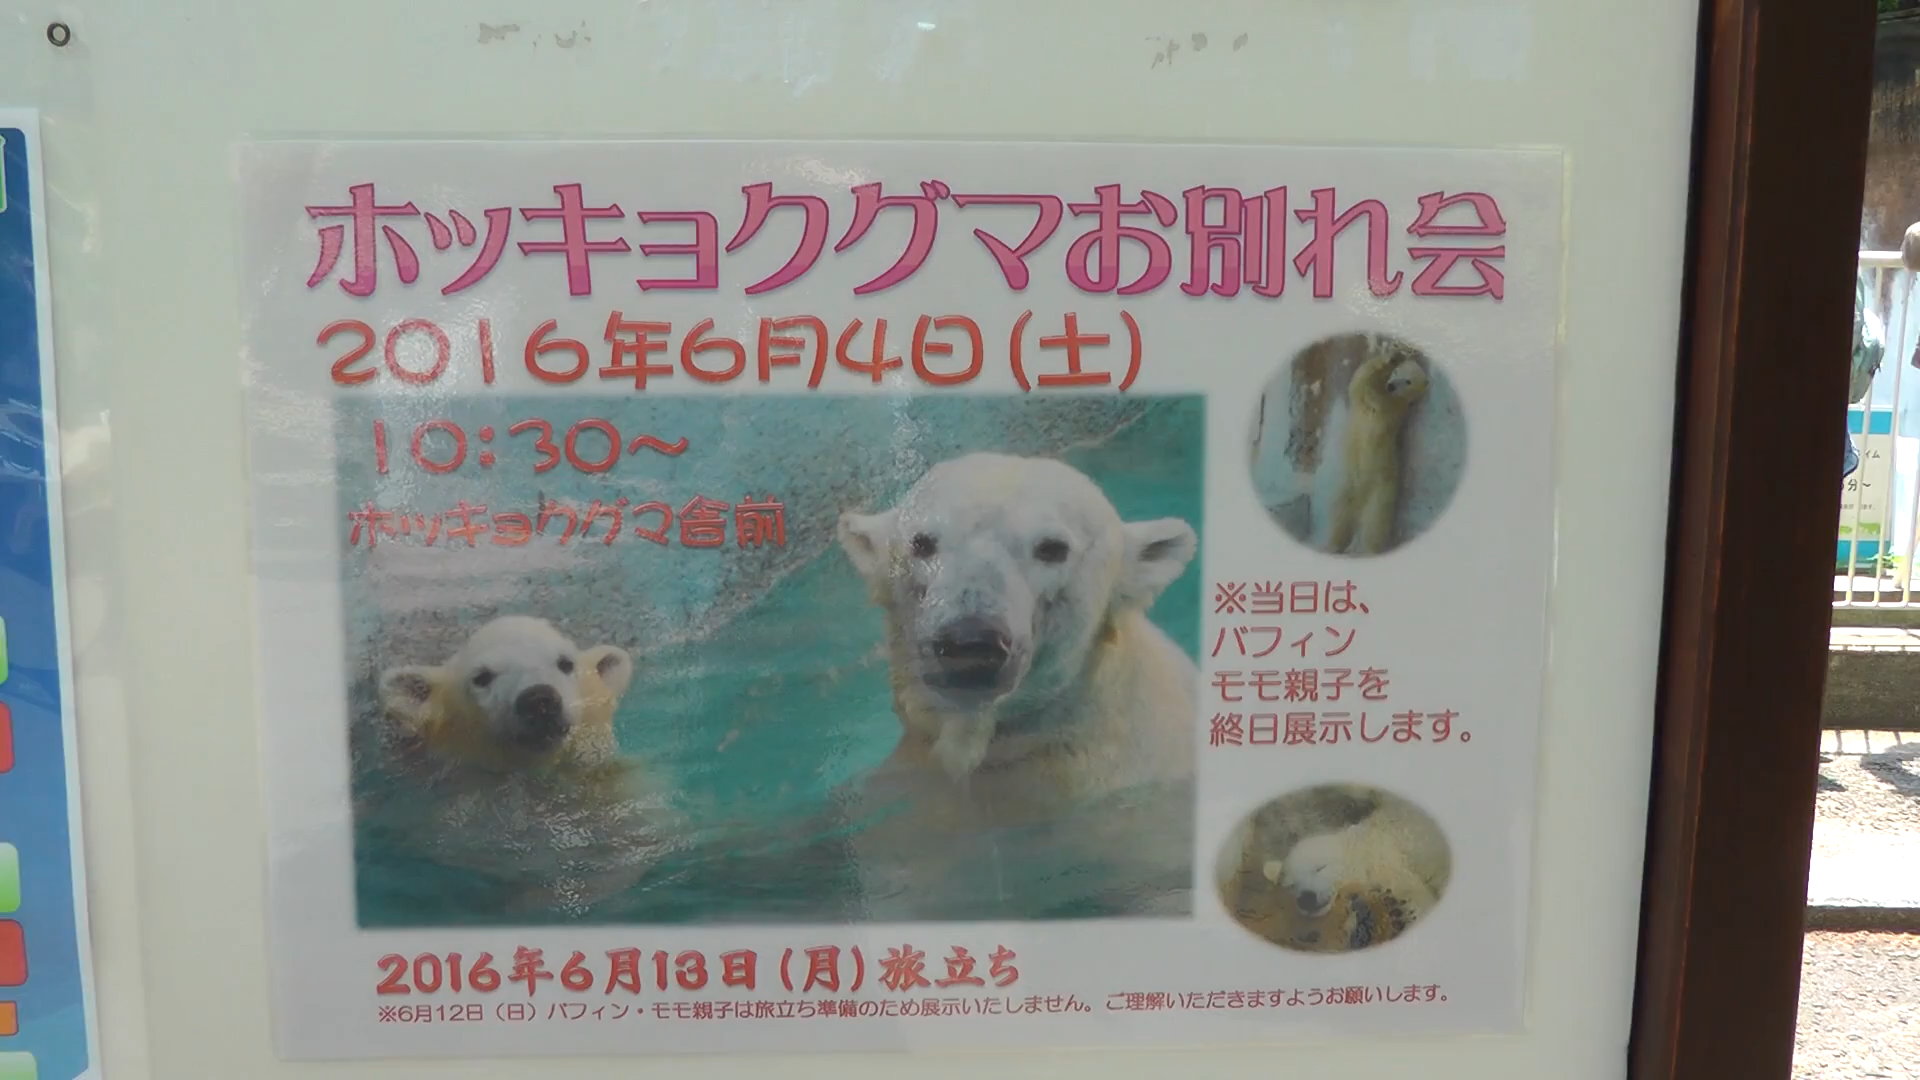 ホッキョクグマお別れ会
2016年6月4日(土)
10:30～
ホッキョクグマ舎前
※当日は、
バフィン
モモ親子を
終日展示します。
2016年6月13日(月)旅立ち
※6月12日(日)バフィン・モモ親子は旅立ち準備のため展示いたしません。ご理解いただきますようお願いします。